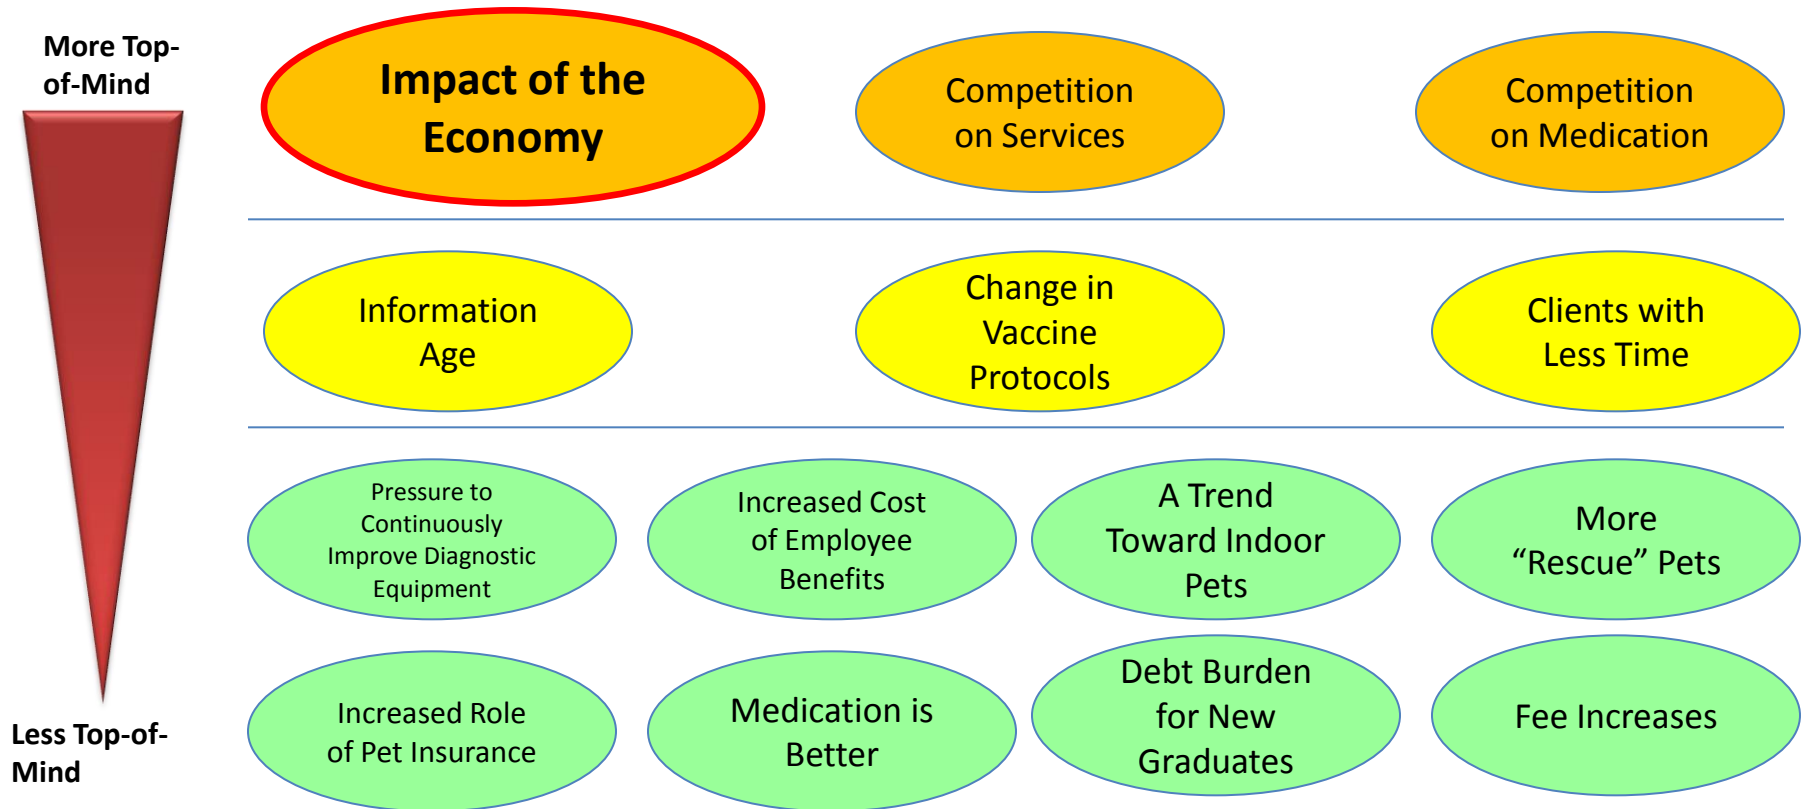 More Top-
of-Mind
Impact of the
Economy
Competition
on Services
Competition
on Medication
Information
Age
Change in
Vaccine
Protocols
Clients with
Less Time
Pressure to
Continuously
Improve Diagnostic
Equipment
Increased Cost
of Employee
Benefits
A Trend
Toward Indoor
Pets
More
“Rescue” Pets
Less Top-of-
Mind
Increased Role
of Pet Insurance
Medication is
Better
Debt Burden
for New
Graduates
Fee Increases